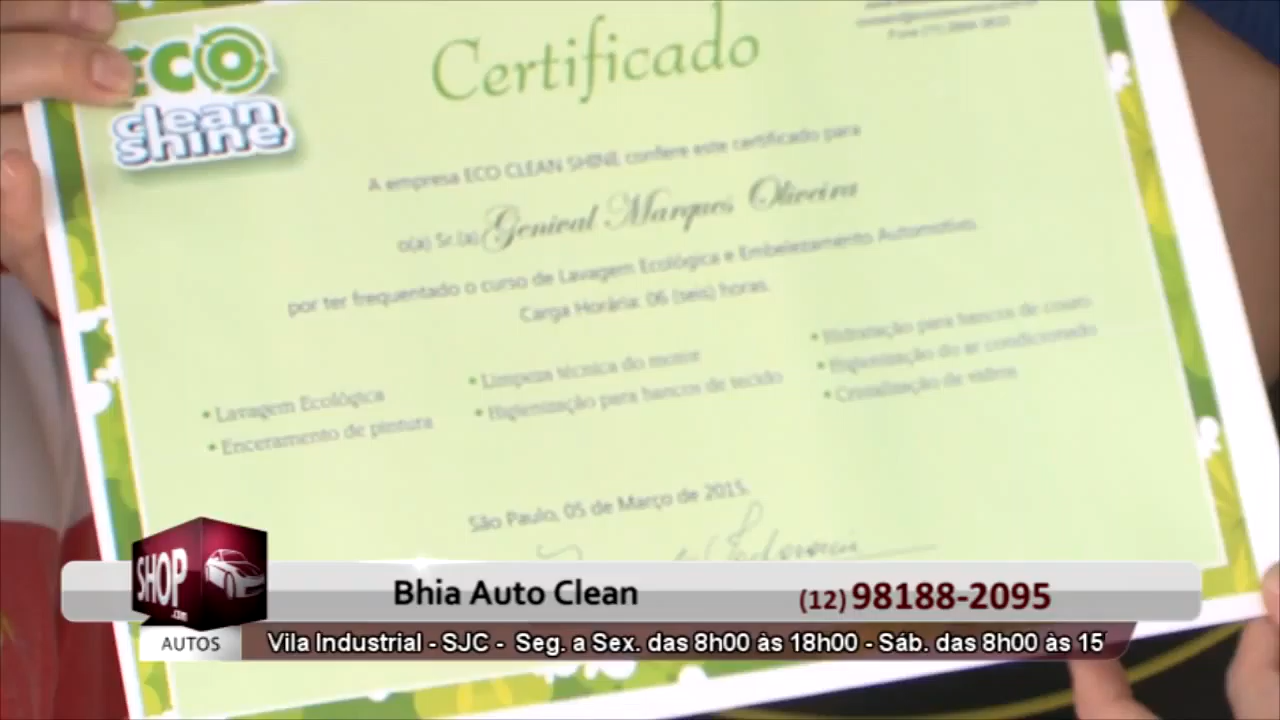 ECO
clean
shine
Certificado
A empresa ECO CLEAN SHINE confere este certificado para
o(a) Sr.(a) Genival Marques Oliveira
por ter frequentado o curso de Lavagem Ecológica e Embelezamento Automotivo
Carga Horária: 06 (seis) horas.
• Lavagem Ecológica
• Enceramento de pintura
• Limpeza técnica do motor
• Higienização para bancos de tecido
• Hidratação para bancos de couro
• Higienização do ar condicionado
• Cristalização de vidros
São Paulo, 05 de Março de 2015.
SHOP
.com
AUTOS
Bhia Auto Clean
(12) 98188-2095
Vila Industrial - SJC - Seg. a Sex. das 8h00 às 18h00 - Sáb. das 8h00 às 15